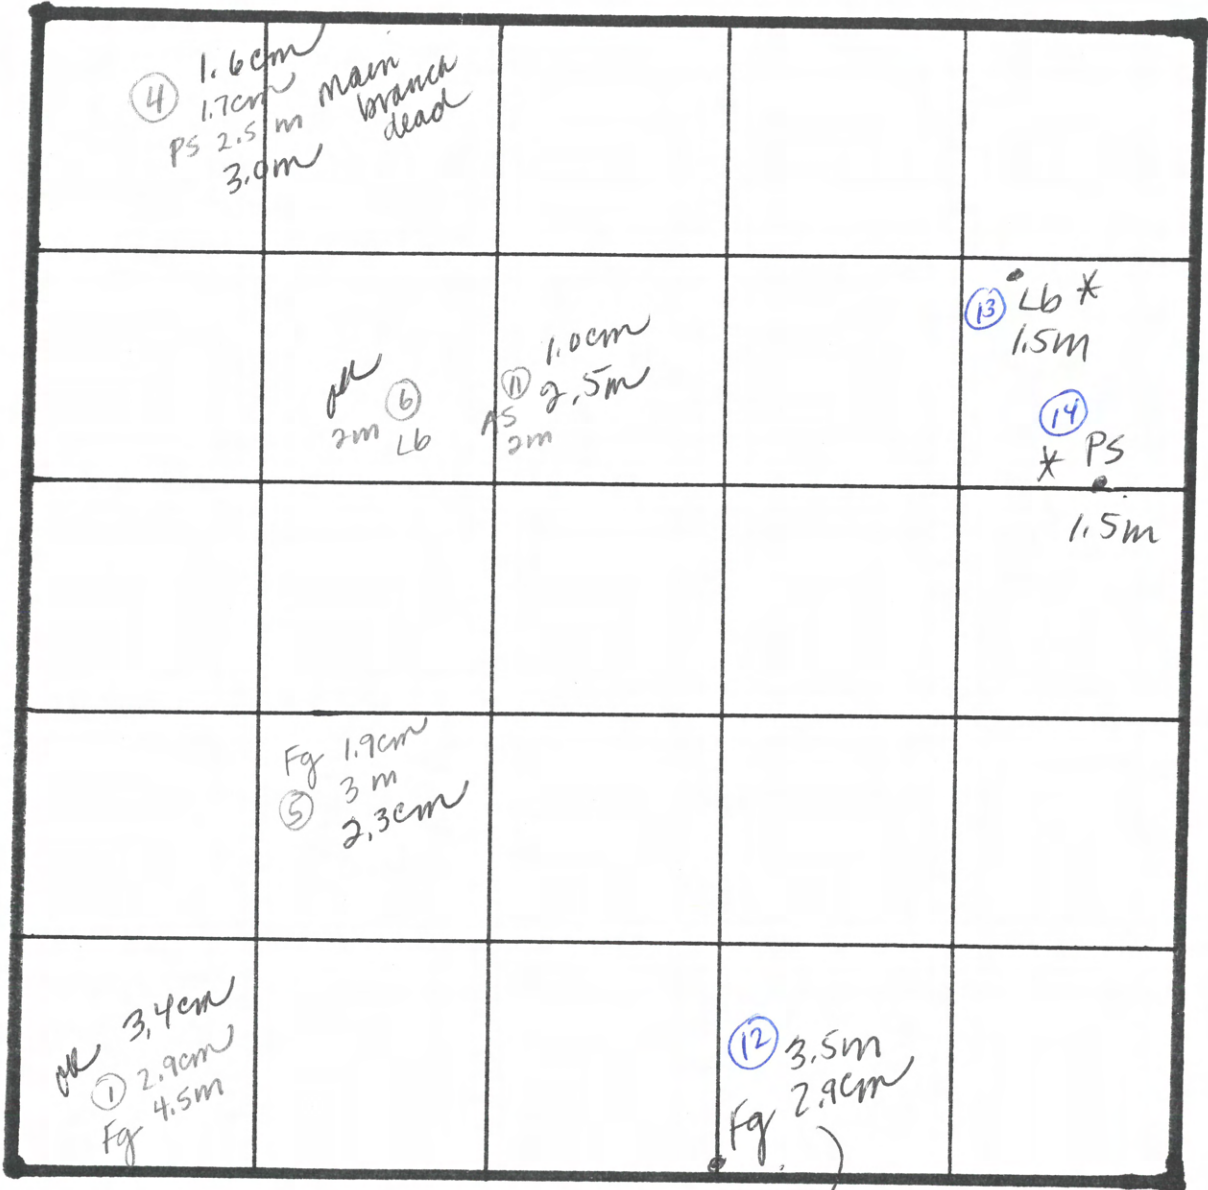 1.6cm
4 1.7cm main
PS 2.5m branch
3.0m dead
13 Lb *
1.5m
1.0cm
6 11 2.5m
2m Lb AS
2m
14
* PS
1.5m
Fg 1.9cm
3m
5 2.3cm
3.4cm
1 2.9cm
Fg 4.5m
12 3.5m
Fg 2.9cm